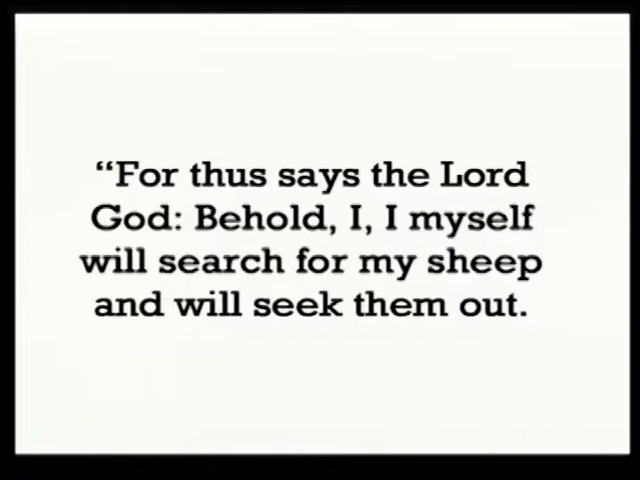 “For thus says the Lord
God: Behold, I, I myself
will search for my sheep
and will seek them out.